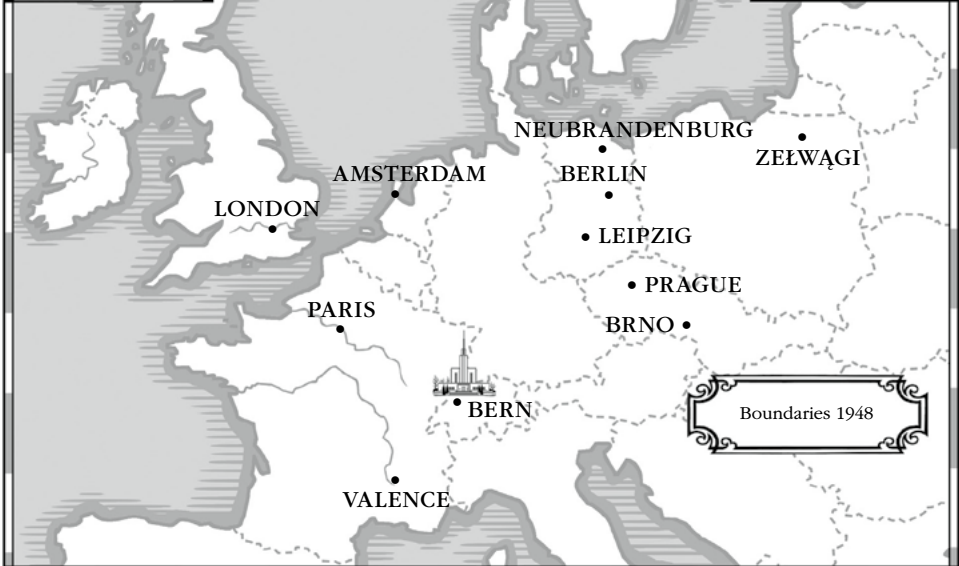 NEUBRANDENBURG
ZEŁWĄGI
AMSTERDAM
BERLIN
LONDON
LEIPZIG
PRAGUE
PARIS
BRNO
BERN
Boundaries 1948
VALENCE